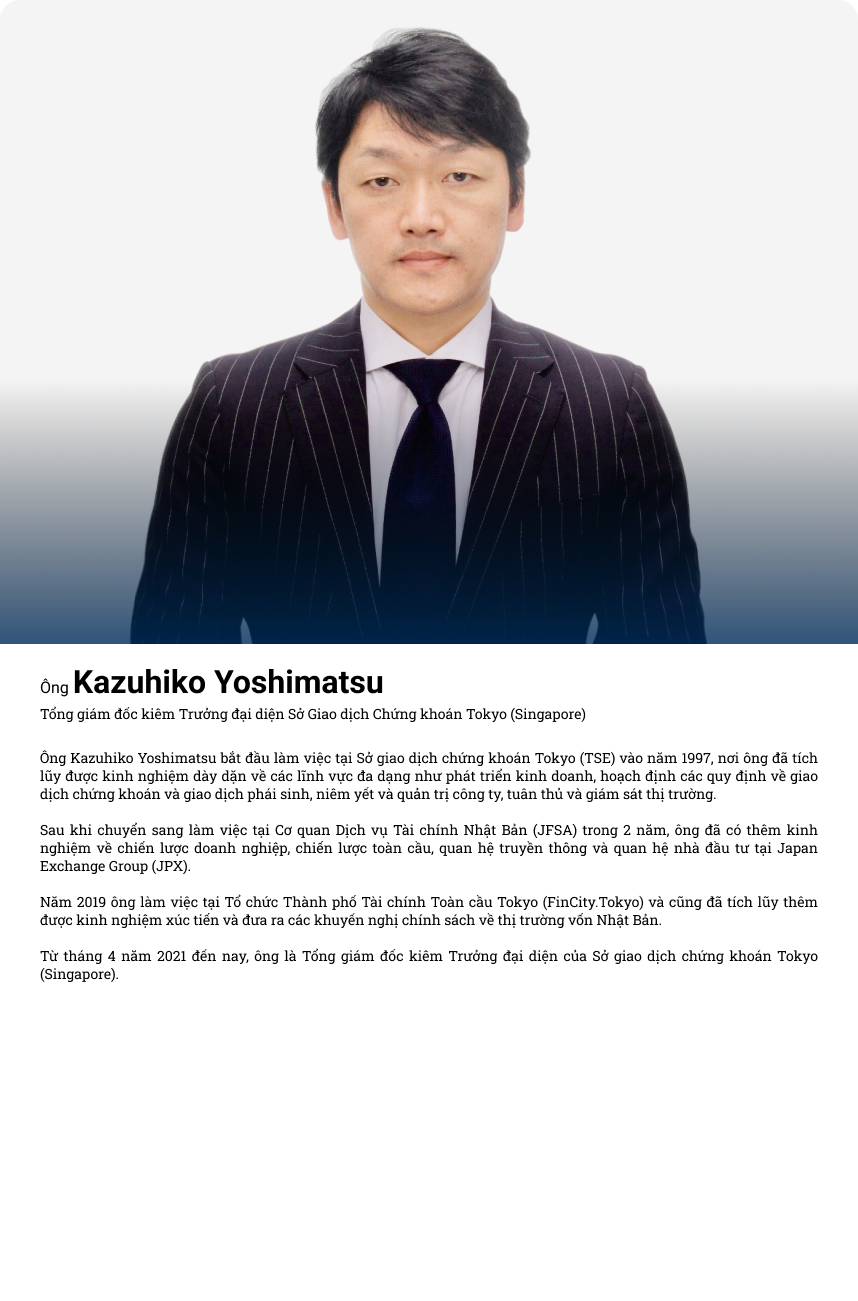 Ông Kazuhiko Yoshimatsu
Tổng giám đốc kiêm Trưởng đại diện Sở Giao dịch Chứng khoán Tokyo (Singapore)
Ông Kazuhiko Yoshimatsu bắt đầu làm việc tại Sở giao dịch chứng khoán Tokyo (TSE) vào năm 1997, nơi ông đã tích
lũy được kinh nghiệm dày dặn về các lĩnh vực đa dạng như phát triển kinh doanh, hoạch định các quy định về giao
dịch chứng khoán và giao dịch phái sinh, niêm yết và quản trị công ty, tuân thủ và giám sát thị trường.
Sau khi chuyển sang làm việc tại Cơ quan Dịch vụ Tài chính Nhật Bản (JFSA) trong 2 năm, ông đã có thêm kinh
nghiệm về chiến lược doanh nghiệp, chiến lược toàn cầu, quan hệ truyền thông và quan hệ nhà đầu tư tại Japan
Exchange Group (JPX).
Năm 2019 ông làm việc tại Tổ chức Thành phố Tài chính Toàn cầu Tokyo (FinCity.Tokyo) và cũng đã tích lũy thêm
được kinh nghiệm xúc tiến và đưa ra các khuyến nghị chính sách về thị trường vốn Nhật Bản.
Từ tháng 4 năm 2021 đến nay, ông là Tổng giám đốc kiêm Trưởng đại diện của Sở giao dịch chứng khoán Tokyo
(Singapore).